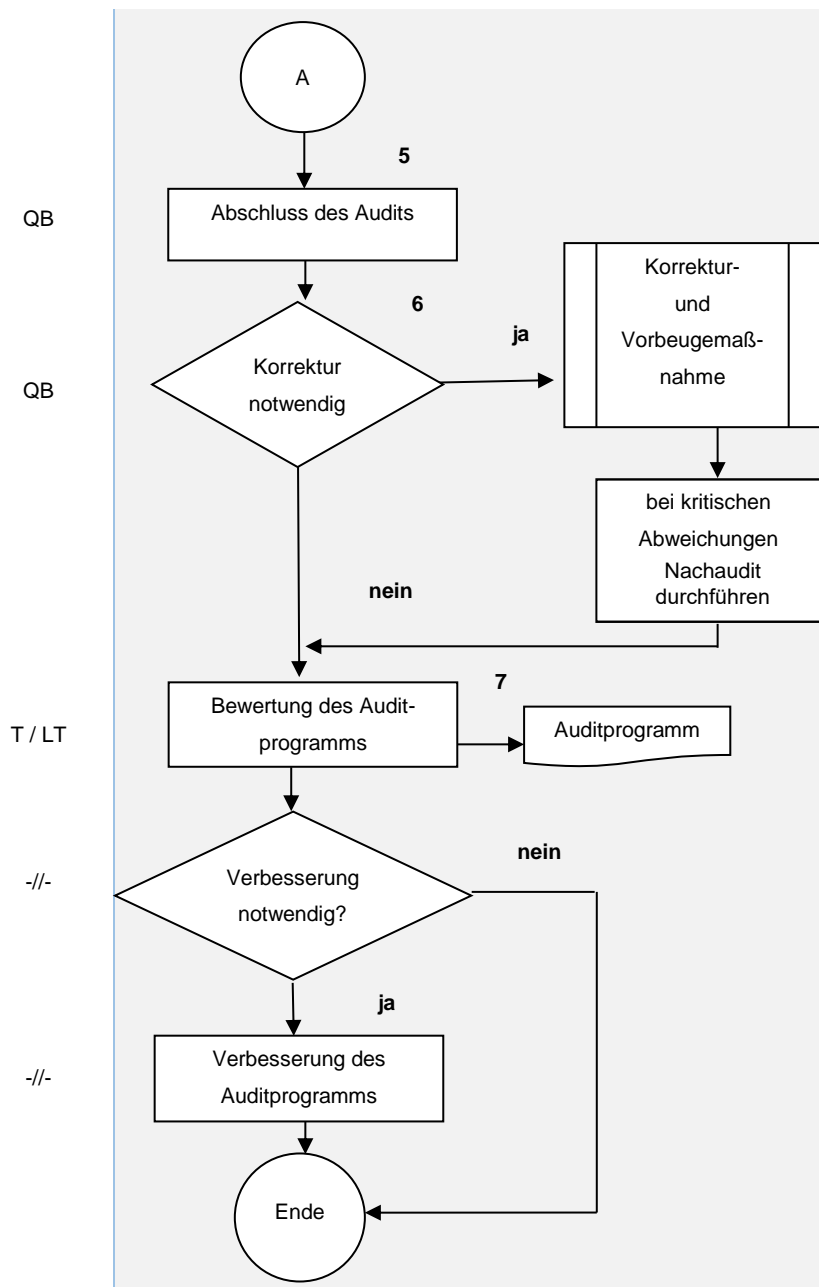 A
5
QB
Abschluss des Audits
6
ja
QB
Korrektur
notwendig
Korrektur-
und
Vorbeugemaß-
nahme
bei kritischen
Abweichungen
Nachaudit
durchführen
nein
7
T / LT
Bewertung des Audit-
programms
Auditprogramm
-//-
Verbesserung
notwendig?
nein
ja
-//-
Verbesserung des
Auditprogramms
Ende